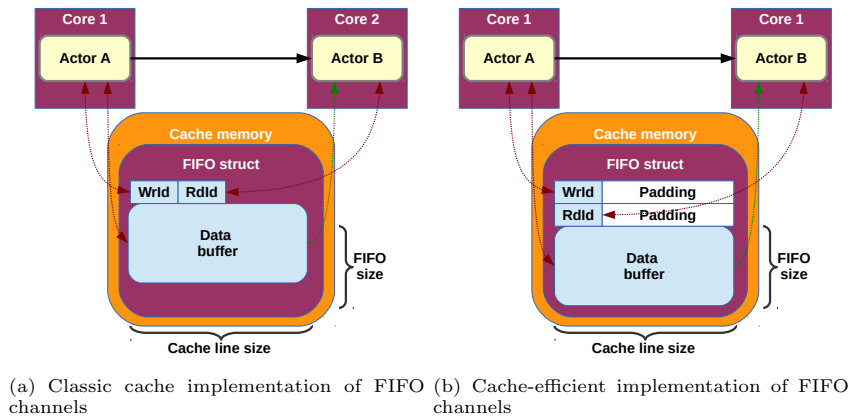 Core 1
Core 2
Actor A
Actor B
Cache memory
FIFO struct
WrId
RdId
Data
buffer
FIFO
size
Cache line size
(a) Classic cache implementation of FIFO
channels
Core 1
Core 1
Actor A
Actor B
Cache memory
FIFO struct
WrId
Padding
RdId
Padding
Data
buffer
FIFO
size
Cache line size
(b) Cache-efficient implementation of FIFO
channels